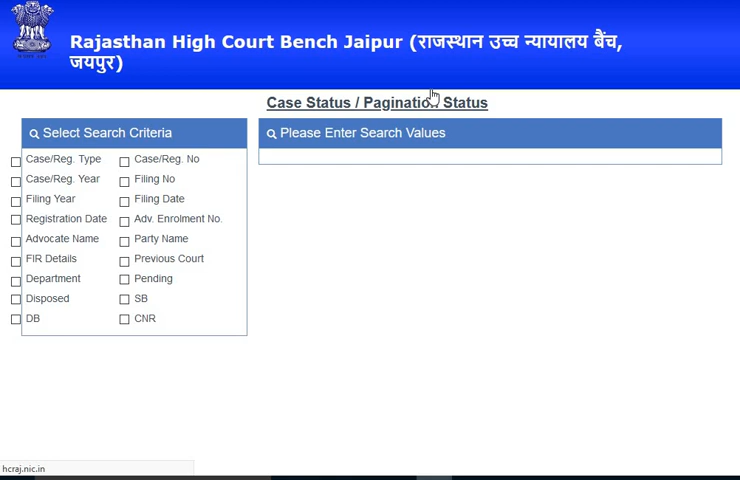 Rajasthan High Court Bench Jaipur (राजस्थान उच्च न्यायालय बैंच,
जयपुर)
Case Status / Pagination Status
Select Search Criteria
Please Enter Search Values
Case/Reg. Type Case/Reg. No
Case/Reg. Year Filing No
Filing Year Filing Date
Registration Date Adv. Enrolment No.
Advocate Name Party Name
FIR Details Previous Court
Department Pending
Disposed SB
DB CNR
hcraj.nic.in